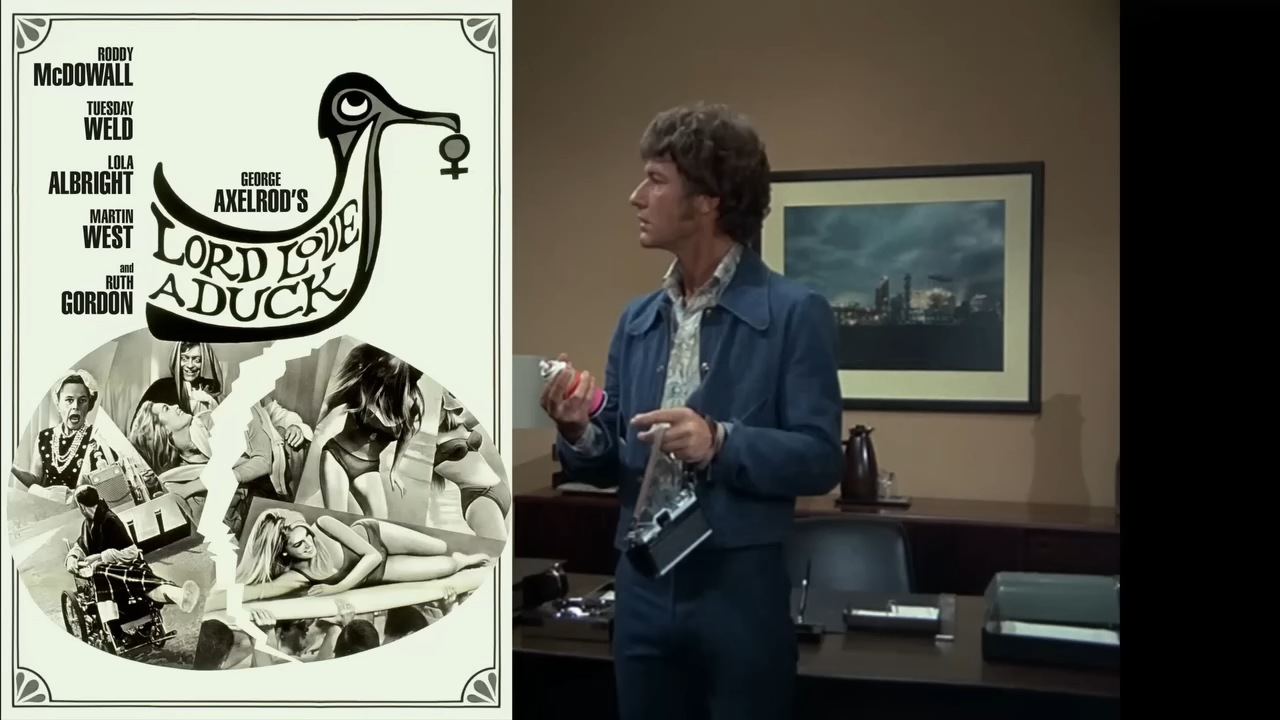 RODDY
McDOWALL
TUESDAY
WELD
LOLA
ALBRIGHT
MARTIN
WEST
and
RUTH
GORDON
GEORGE
AXELROD'S
LORD LOVE
A DUCK